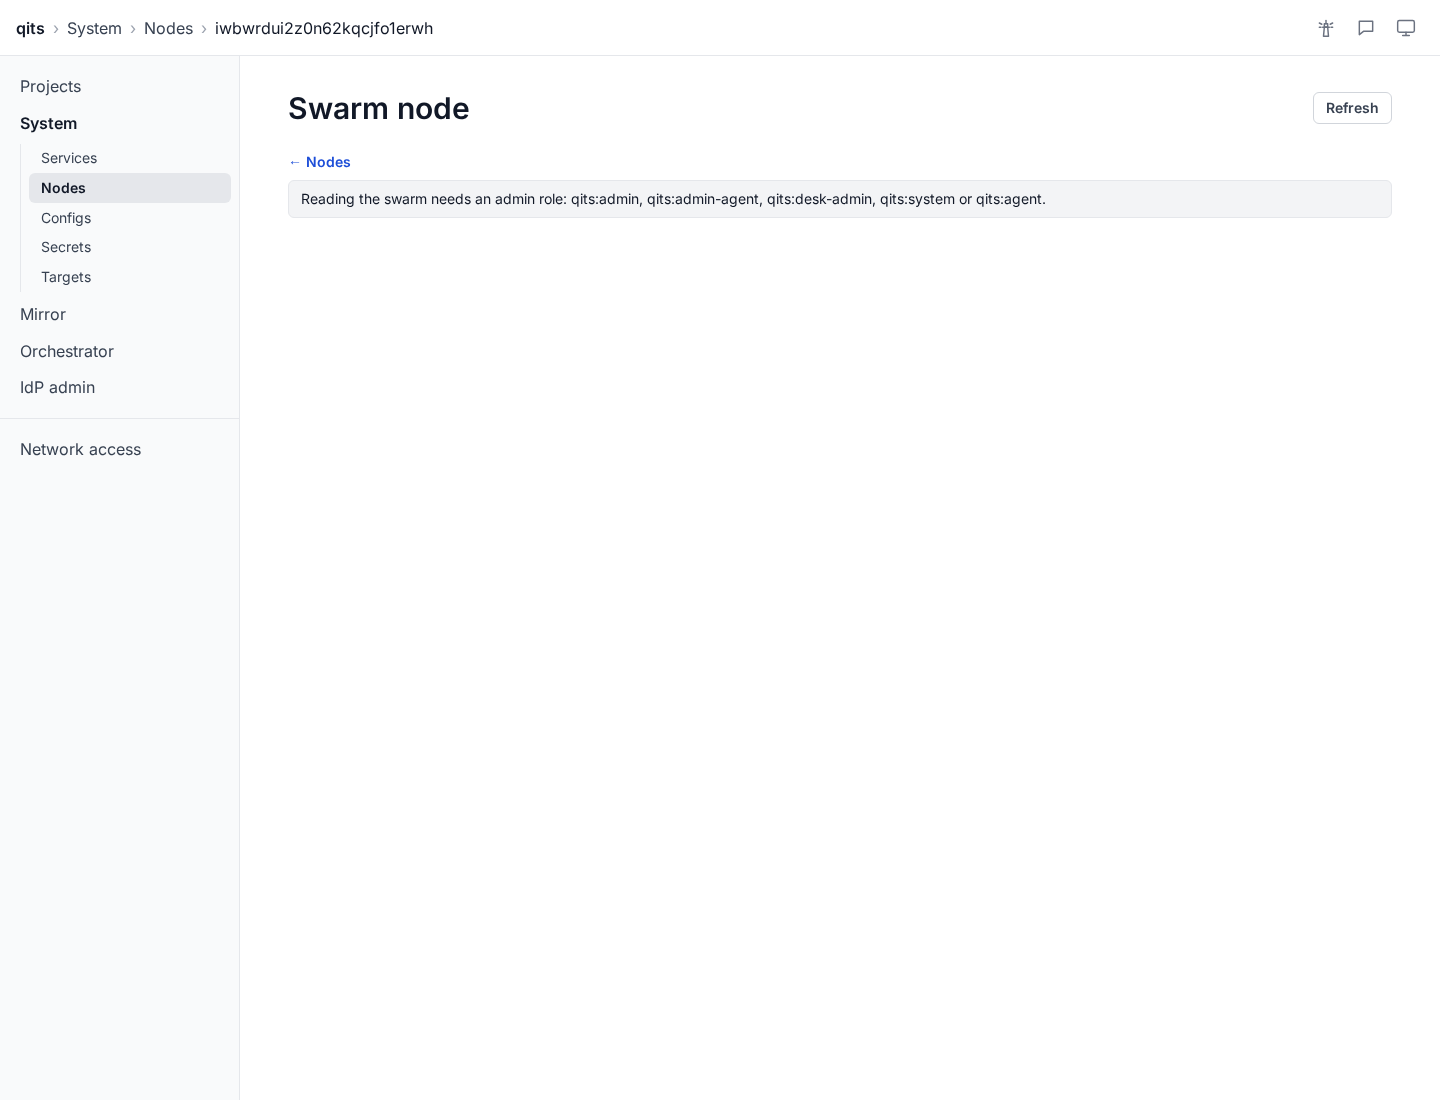 qits › System › Nodes › iwbwrdui2z0n62kqcjfo1erwh
Projects
System
Services
Nodes
Configs
Secrets
Targets
Mirror
Orchestrator
IdP admin
Network access
Swarm node
Refresh
← Nodes
Reading the swarm needs an admin role: qits:admin, qits:admin-agent, qits:desk-admin, qits:system or qits:agent.